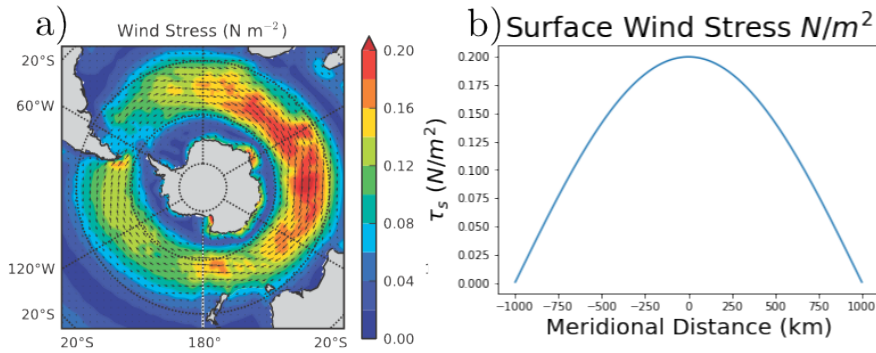 a)
Wind Stress (N m⁻²)
20°S
60°W
120°W
20°S
20°S
180°
20°S
0.20
0.16
0.12
0.08
0.04
0.00
b) Surface Wind Stress N/m²
τₛ (N/m²)
0.200
0.175
0.150
0.125
0.100
0.075
0.050
0.025
0.000
−1000 −750 −500 −250 0 250 500 750 1000
Meridional Distance (km)